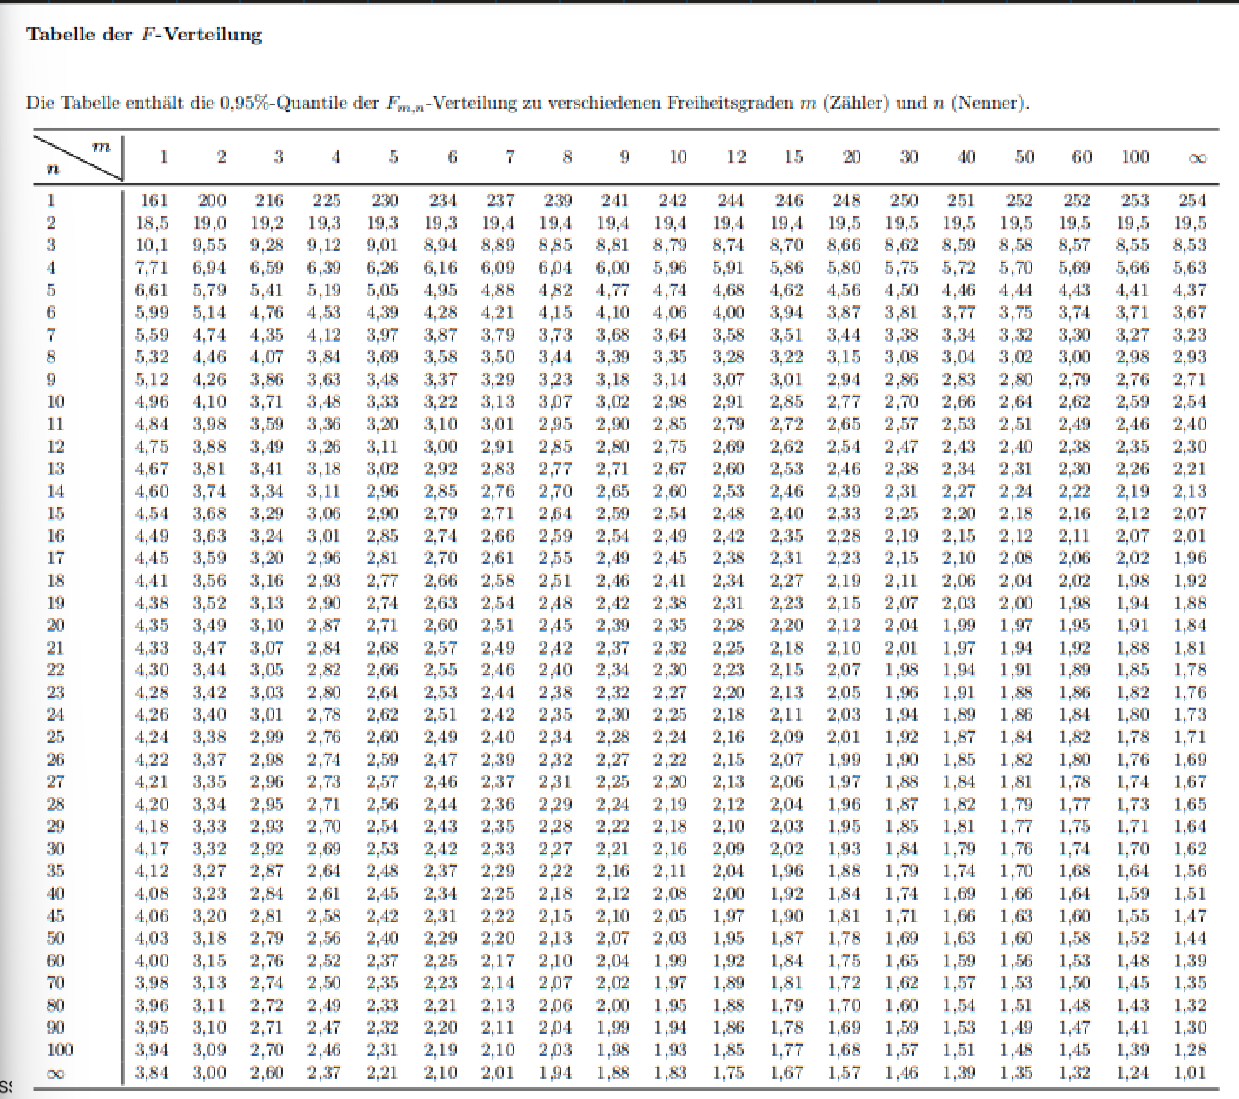 Tabelle der F-Verteilung
Die Tabelle enthält die 0,95%-Quantile der Fm,n-Verteilung zu verschiedenen Freiheitsgraden m (Zähler) und n (Nenner).
n m 1 2 3 4 5 6 7 8 9 10 12 15 20 30 40 50 60 100 ∞
1 161 200 216 225 230 234 237 239 241 242 244 246 248 250 251 252 252 253 254
2 18,5 19,0 19,2 19,3 19,3 19,3 19,4 19,4 19,4 19,4 19,4 19,4 19,5 19,5 19,5 19,5 19,5 19,5 19,5
3 10,1 9,55 9,28 9,12 9,01 8,94 8,89 8,85 8,81 8,79 8,74 8,70 8,66 8,62 8,59 8,58 8,57 8,55 8,53
4 7,71 6,94 6,59 6,39 6,26 6,16 6,09 6,04 6,00 5,96 5,91 5,86 5,80 5,75 5,72 5,70 5,69 5,66 5,63
5 6,61 5,79 5,41 5,19 5,05 4,95 4,88 4,82 4,77 4,74 4,68 4,62 4,56 4,50 4,46 4,44 4,43 4,41 4,37
6 5,99 5,14 4,76 4,53 4,39 4,28 4,21 4,15 4,10 4,06 4,00 3,94 3,87 3,81 3,77 3,75 3,74 3,71 3,67
7 5,59 4,74 4,35 4,12 3,97 3,87 3,79 3,73 3,68 3,64 3,58 3,51 3,44 3,38 3,34 3,32 3,30 3,27 3,23
8 5,32 4,46 4,07 3,84 3,69 3,58 3,50 3,44 3,39 3,35 3,28 3,22 3,15 3,08 3,04 3,02 3,00 2,98 2,93
9 5,12 4,26 3,86 3,63 3,48 3,37 3,29 3,23 3,18 3,14 3,07 3,01 2,94 2,86 2,83 2,80 2,79 2,76 2,71
10 4,96 4,10 3,71 3,48 3,33 3,22 3,13 3,07 3,02 2,98 2,91 2,85 2,77 2,70 2,66 2,64 2,62 2,59 2,54
11 4,84 3,98 3,59 3,36 3,20 3,10 3,01 2,95 2,90 2,85 2,79 2,72 2,65 2,57 2,53 2,51 2,49 2,46 2,40
12 4,75 3,88 3,49 3,26 3,11 3,00 2,91 2,85 2,80 2,75 2,69 2,62 2,54 2,47 2,43 2,40 2,38 2,35 2,30
13 4,67 3,81 3,41 3,18 3,02 2,92 2,83 2,77 2,71 2,67 2,60 2,53 2,46 2,38 2,34 2,31 2,30 2,26 2,21
14 4,60 3,74 3,34 3,11 2,96 2,85 2,76 2,70 2,65 2,60 2,53 2,46 2,39 2,31 2,27 2,24 2,22 2,19 2,13
15 4,54 3,68 3,29 3,06 2,90 2,79 2,71 2,64 2,59 2,54 2,48 2,40 2,33 2,25 2,20 2,18 2,16 2,12 2,07
16 4,49 3,63 3,24 3,01 2,85 2,74 2,66 2,59 2,54 2,49 2,42 2,35 2,28 2,19 2,15 2,12 2,11 2,07 2,01
17 4,45 3,59 3,20 2,96 2,81 2,70 2,61 2,55 2,49 2,45 2,38 2,31 2,23 2,15 2,10 2,08 2,06 2,02 1,96
18 4,41 3,56 3,16 2,93 2,77 2,66 2,58 2,51 2,46 2,41 2,34 2,27 2,19 2,11 2,06 2,04 2,02 1,98 1,92
19 4,38 3,52 3,13 2,90 2,74 2,63 2,54 2,48 2,42 2,38 2,31 2,23 2,15 2,07 2,03 2,00 1,98 1,94 1,88
20 4,35 3,49 3,10 2,87 2,71 2,60 2,51 2,45 2,39 2,35 2,28 2,20 2,12 2,04 1,99 1,97 1,95 1,91 1,84
21 4,33 3,47 3,07 2,84 2,68 2,57 2,49 2,42 2,37 2,32 2,25 2,18 2,10 2,01 1,97 1,94 1,92 1,88 1,81
22 4,30 3,44 3,05 2,82 2,66 2,55 2,46 2,40 2,34 2,30 2,23 2,15 2,07 1,98 1,94 1,91 1,89 1,85 1,78
23 4,28 3,42 3,03 2,80 2,64 2,53 2,44 2,38 2,32 2,27 2,20 2,13 2,05 1,96 1,91 1,88 1,86 1,82 1,76
24 4,26 3,40 3,01 2,78 2,62 2,51 2,42 2,35 2,30 2,25 2,18 2,11 2,03 1,94 1,89 1,86 1,84 1,80 1,73
25 4,24 3,38 2,99 2,76 2,60 2,49 2,40 2,34 2,28 2,24 2,16 2,09 2,01 1,92 1,87 1,84 1,82 1,78 1,71
26 4,22 3,37 2,98 2,74 2,59 2,47 2,39 2,32 2,27 2,22 2,15 2,07 1,99 1,90 1,85 1,82 1,80 1,76 1,69
27 4,21 3,35 2,96 2,73 2,57 2,46 2,37 2,31 2,25 2,20 2,13 2,06 1,97 1,88 1,84 1,81 1,78 1,74 1,67
28 4,20 3,34 2,95 2,71 2,56 2,44 2,36 2,29 2,24 2,19 2,12 2,04 1,96 1,87 1,82 1,79 1,77 1,73 1,65
29 4,18 3,33 2,93 2,70 2,54 2,43 2,35 2,28 2,22 2,18 2,10 2,03 1,95 1,85 1,81 1,77 1,75 1,71 1,64
30 4,17 3,32 2,92 2,69 2,53 2,42 2,33 2,27 2,21 2,16 2,09 2,02 1,93 1,84 1,79 1,76 1,74 1,70 1,62
35 4,12 3,27 2,87 2,64 2,48 2,37 2,29 2,22 2,16 2,11 2,04 1,96 1,88 1,79 1,74 1,70 1,68 1,64 1,56
40 4,08 3,23 2,84 2,61 2,45 2,34 2,25 2,18 2,12 2,08 2,00 1,92 1,84 1,74 1,69 1,66 1,64 1,59 1,51
45 4,06 3,20 2,81 2,58 2,42 2,31 2,22 2,15 2,10 2,05 1,97 1,90 1,81 1,71 1,66 1,63 1,60 1,55 1,47
50 4,03 3,18 2,79 2,56 2,40 2,29 2,20 2,13 2,07 2,03 1,95 1,87 1,78 1,69 1,63 1,60 1,58 1,52 1,44
60 4,00 3,15 2,76 2,52 2,37 2,25 2,17 2,10 2,04 1,99 1,92 1,84 1,75 1,65 1,59 1,56 1,53 1,48 1,39
70 3,98 3,13 2,74 2,50 2,35 2,23 2,14 2,07 2,02 1,97 1,89 1,81 1,72 1,62 1,57 1,53 1,50 1,45 1,35
80 3,96 3,11 2,72 2,49 2,33 2,21 2,13 2,06 2,00 1,95 1,88 1,79 1,70 1,60 1,54 1,51 1,48 1,43 1,32
90 3,95 3,10 2,71 2,47 2,32 2,20 2,11 2,04 1,99 1,94 1,86 1,78 1,69 1,59 1,53 1,49 1,47 1,41 1,30
100 3,94 3,09 2,70 2,46 2,31 2,19 2,10 2,03 1,98 1,93 1,85 1,77 1,68 1,57 1,51 1,48 1,45 1,39 1,28
∞ 3,84 3,00 2,60 2,37 2,21 2,10 2,01 1,94 1,88 1,83 1,75 1,67 1,57 1,46 1,39 1,35 1,32 1,24 1,01